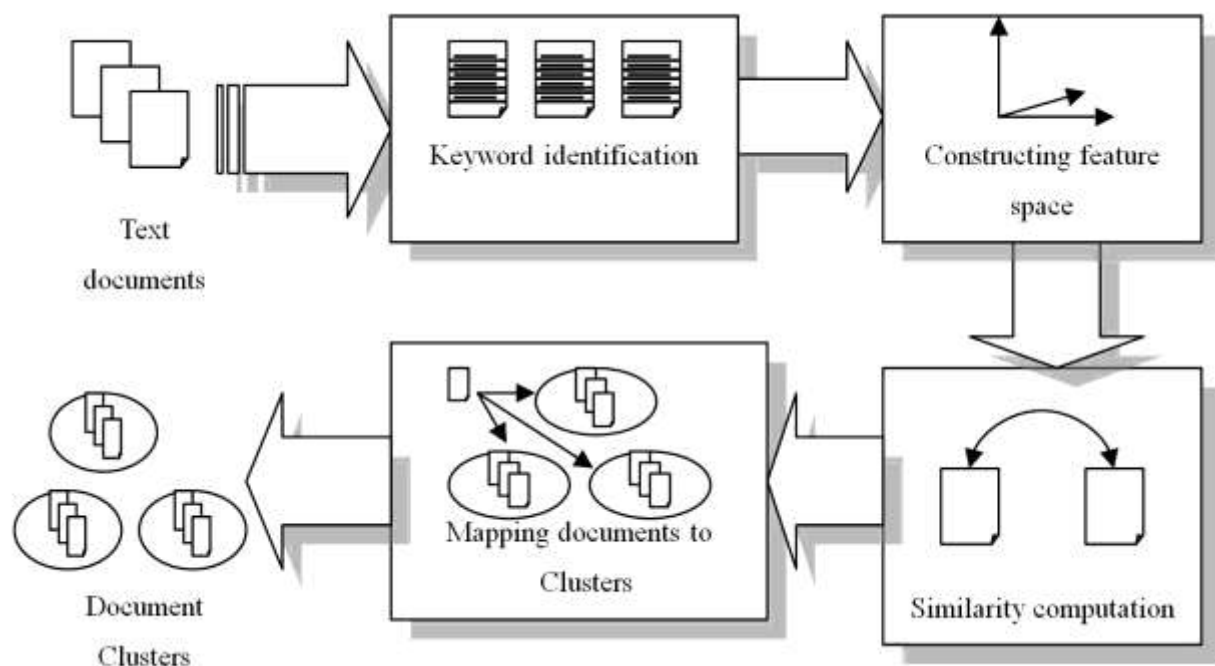 Text
documents
Keyword identification
Constructing feature
space
Similarity computation
Mapping documents to
Clusters
Document
Clusters